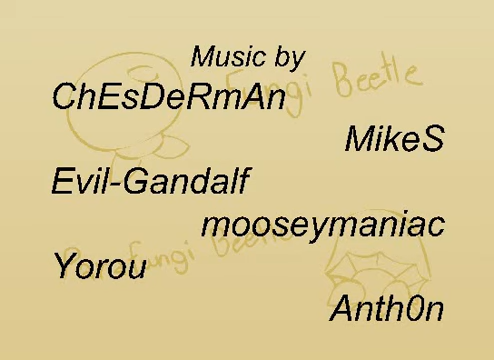 Music by
Fungi Beetle
ChEsDeRmAn
MikeS
Evil-Gandalf
mooseymaniac
Fungi Beetle
Yorou
Anth0n